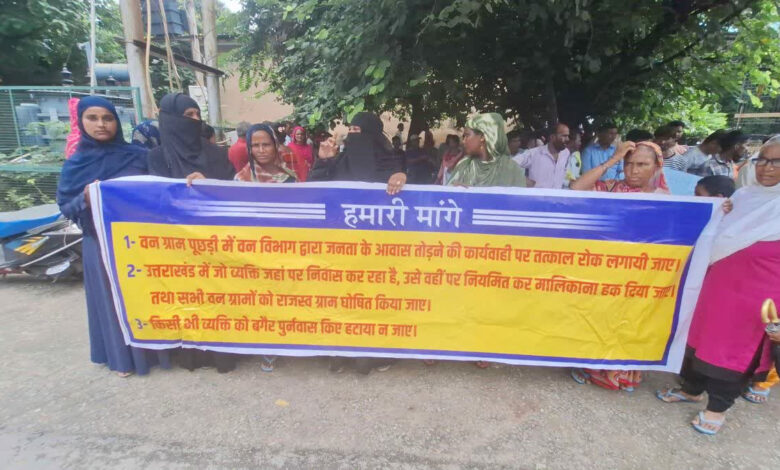 हमारी मांगे
1- वन ग्राम पूछड़ी में वन विभाग द्वारा जनता के आवास तोड़ने की कार्यवाही पर तत्काल रोक लगायी जाए।
2- उत्तराखंड में जो व्यक्ति जहां पर निवास कर रहा है, उसे वहीं पर नियमित कर मालिकाना हक दिया जाए।
तथा सभी वन ग्रामों को राजस्व ग्राम घोषित किया जाए।
3- किसी भी व्यक्ति को बगैर पुर्नवास किए हटाया न जाए।